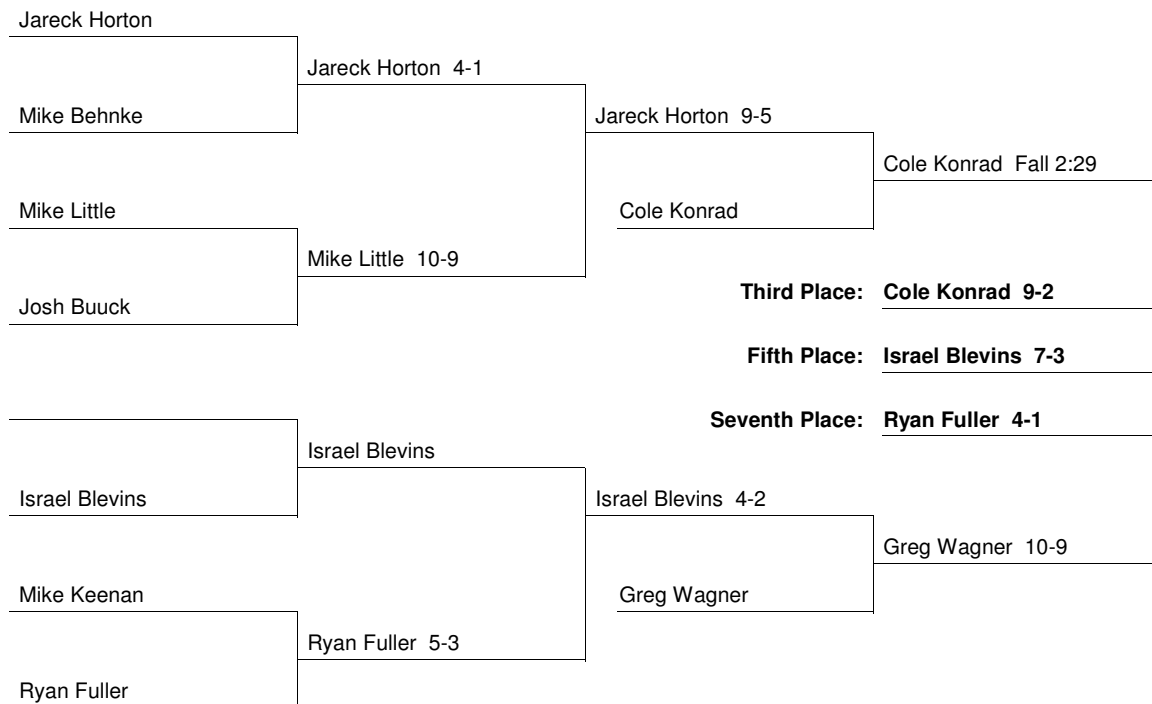 Jareck Horton
Jareck Horton 4-1
Mike Behnke
Jareck Horton 9-5
Cole Konrad Fall 2:29
Mike Little
Cole Konrad
Mike Little 10-9
Josh Buuck
Third Place: Cole Konrad 9-2
Fifth Place: Israel Blevins 7-3
Seventh Place: Ryan Fuller 4-1
Israel Blevins
Israel Blevins
Israel Blevins 4-2
Greg Wagner 10-9
Mike Keenan
Greg Wagner
Ryan Fuller 5-3
Ryan Fuller